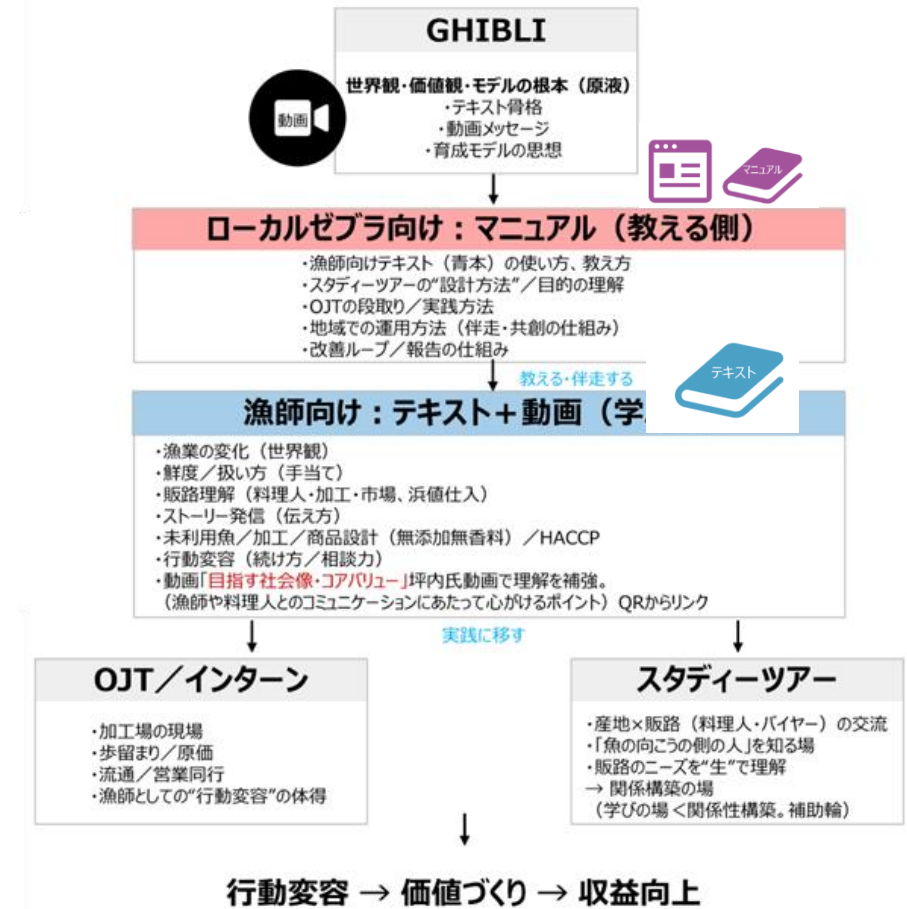 GHIBLI
世界観・価値観・モデルの根本（原液）
・テキスト骨格
・動画メッセージ
・育成モデルの思想
動画
マニュアル
ローカルゼブラ向け：マニュアル（教える側）
・漁師向けテキスト（青本）の使い方、教え方
・スタディーツアーの“設計方法”／目的の理解
・OJTの段取り／実践方法
・地域での運用方法（伴走・共創の仕組み）
・改善ループ／報告の仕組み
教える・伴走する
テキスト
漁師向け：テキスト＋動画（学
・漁業の変化（世界観）
・鮮度／扱い方（手当て）
・販路理解（料理人・加工・市場、浜値仕入）
・ストーリー発信（伝え方）
・未利用魚／加工／商品設計（無添加無香料）／HACCP
・行動変容（続け方／相談力）
・動画「目指す社会像・コアバリュー」坪内氏動画で理解を補強。
（漁師や料理人とのコミュニケーションにあたって心がけるポイント）QRからリンク
実践に移す
OJT／インターン
・加工場の現場
・歩留まり／原価
・流通／営業同行
・漁師としての“行動変容”の体得
スタディーツアー
・産地×販路（料理人・バイヤー）の交流
・「魚の向こうの側の人」を知る場
・販路のニーズを“生”で理解
→ 関係構築の場
（学びの場＜関係性構築。補助輪）
行動変容 → 価値づくり → 収益向上